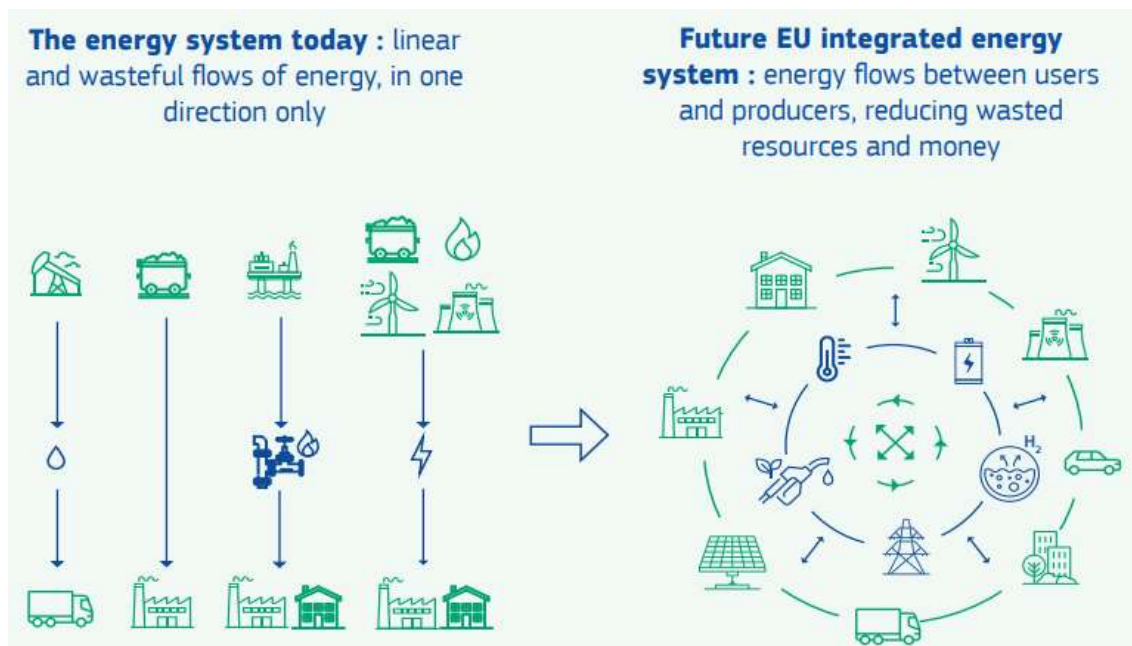 The energy system today : linear
and wasteful flows of energy, in one
direction only
Future EU integrated energy
system : energy flows between users
and producers, reducing wasted
resources and money
H₂